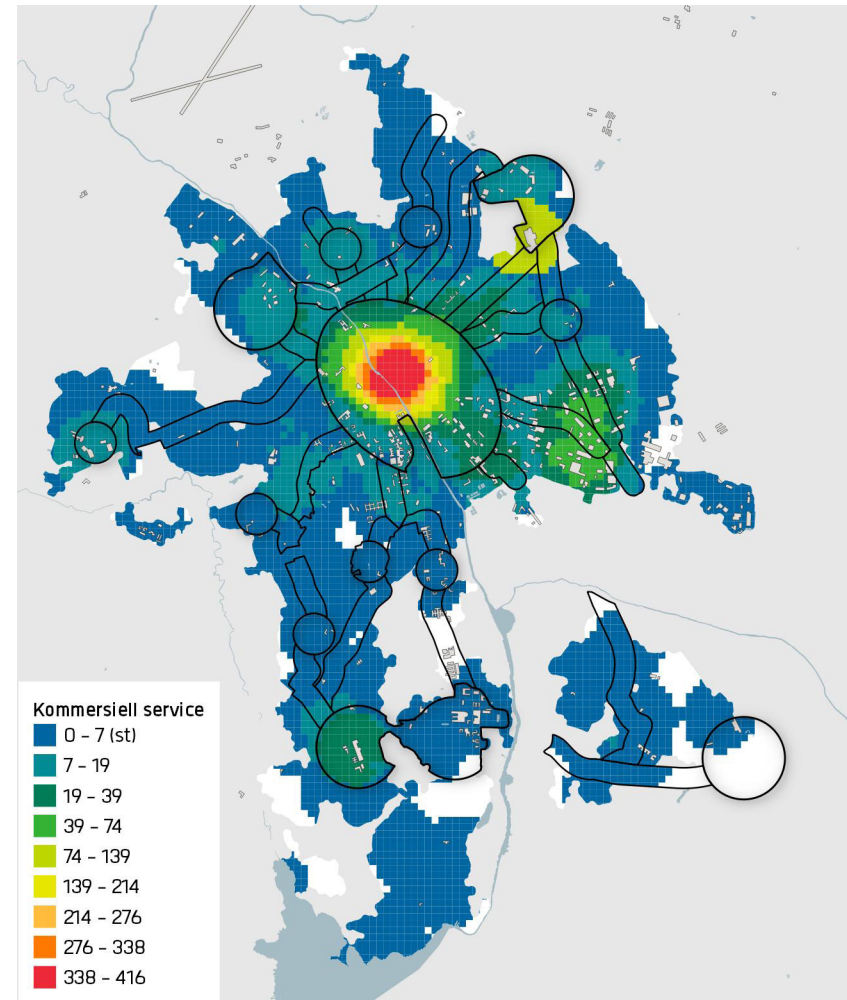 Kommersiell service
0 - 7 (st)
7 - 19
19 - 39
39 - 74
74 - 139
139 - 214
214 - 276
276 - 338
338 - 416